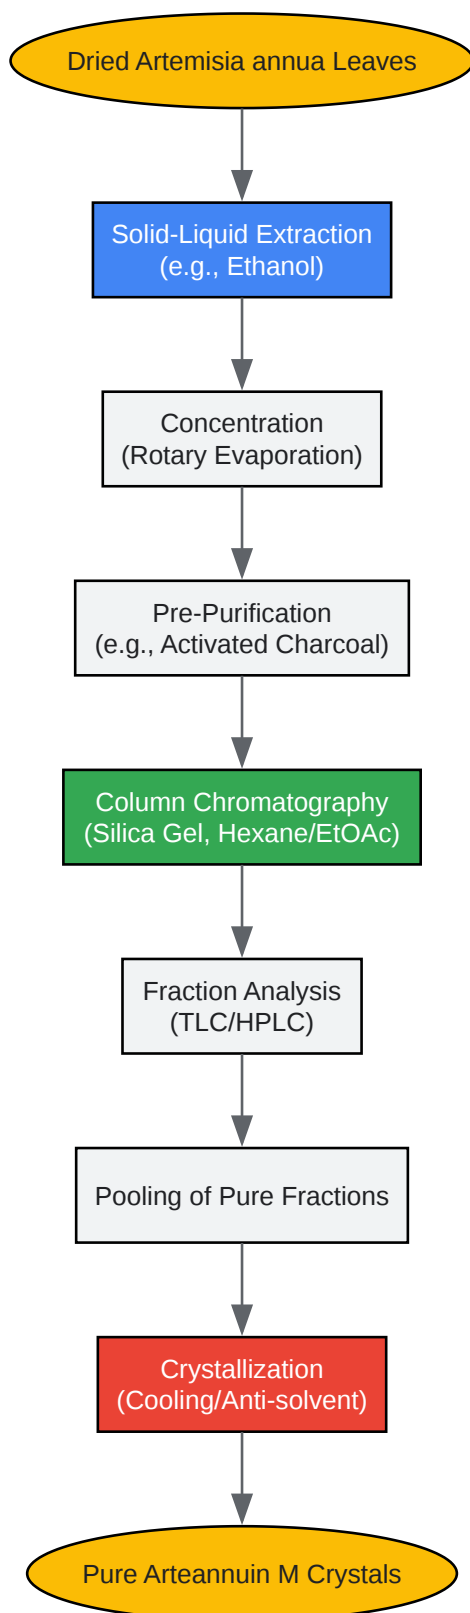 Dried Artemisia annua Leaves
Solid-Liquid Extraction
(e.g., Ethanol)
Concentration
(Rotary Evaporation)
Pre-Purification
(e.g., Activated Charcoal)
Column Chromatography
(Silica Gel, Hexane/EtOAc)
Fraction Analysis
(TLC/HPLC)
Pooling of Pure Fractions
Crystallization
(Cooling/Anti-solvent)
Pure Arteannuin M Crystals